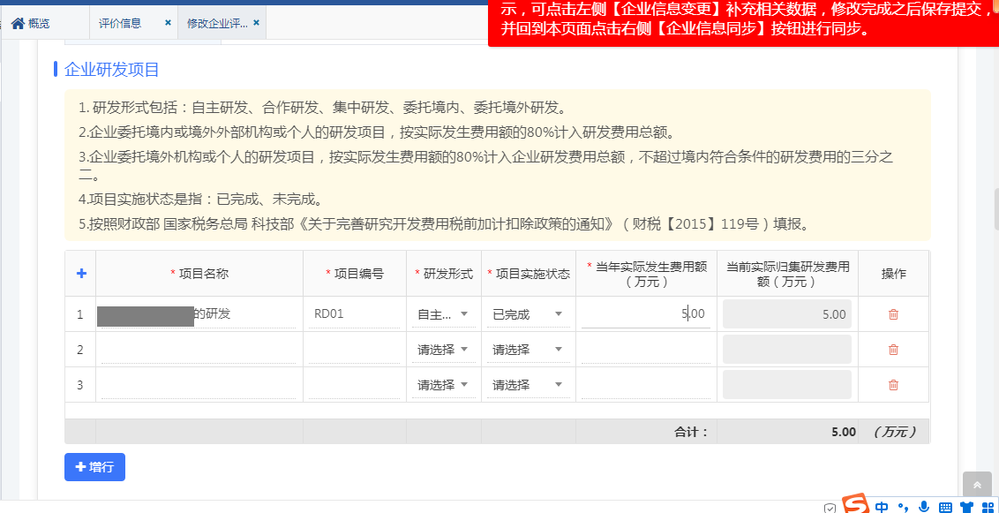 示，可点击左侧【企业信息变更】补充相关数据，修改完成之后保存提交，
并回到本页面点击右侧【企业信息同步】按钮进行同步。
概览 评价信息 × 修改企业评... ×
企业研发项目
1. 研发形式包括：自主研发、合作研发、集中研发、委托境内、委托境外研发。
2.企业委托境内或境外外部机构或个人的研发项目，按实际发生费用额的80%计入研发费用总额。
3.企业委托境外机构或个人的研发项目，按实际发生费用额的80%计入企业研发费用总额，不超过境内符合条件的研发费用的三分之
二。
4.项目实施状态是指：已完成、未完成。
5.按照财政部 国家税务总局 科技部《关于完善研究开发费用税前加计扣除政策的通知》（财税【2015】119号）填报。
+ * 项目名称 * 项目编号 * 研发形式 * 项目实施状态 * 当年实际发生费用额 当前实际归集研发费用 操作
（万元） 额（万元）
1 的研发 RD01 自主... 已完成 5.00 5.00
2 请选择 请选择
3 请选择 请选择
合计： 5.00 （万元）
+ 增行
S 中